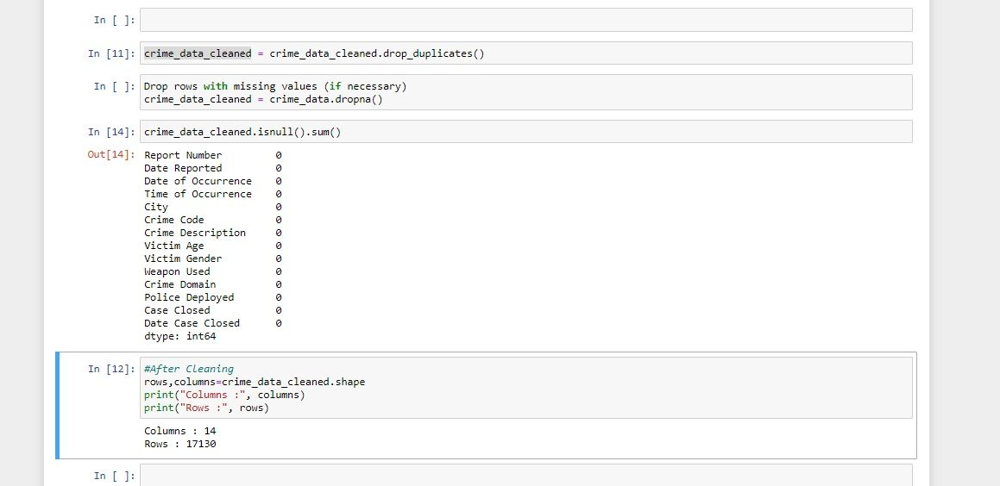 In [ ]:
In [11]: crime_data_cleaned = crime_data_cleaned.drop_duplicates()
In [ ]: Drop rows with missing values (if necessary)
crime_data_cleaned = crime_data.dropna()
In [14]: crime_data_cleaned.isnull().sum()
Out[14]: Report Number 0
Date Reported 0
Date of Occurrence 0
Time of Occurrence 0
City 0
Crime Code 0
Crime Description 0
Victim Age 0
Victim Gender 0
Weapon Used 0
Crime Domain 0
Police Deployed 0
Case Closed 0
Date Case Closed 0
dtype: int64
In [12]: #After Cleaning
rows,columns=crime_data_cleaned.shape
print("Columns :", columns)
print("Rows :", rows)
Columns : 14
Rows : 17130
In [ ]: